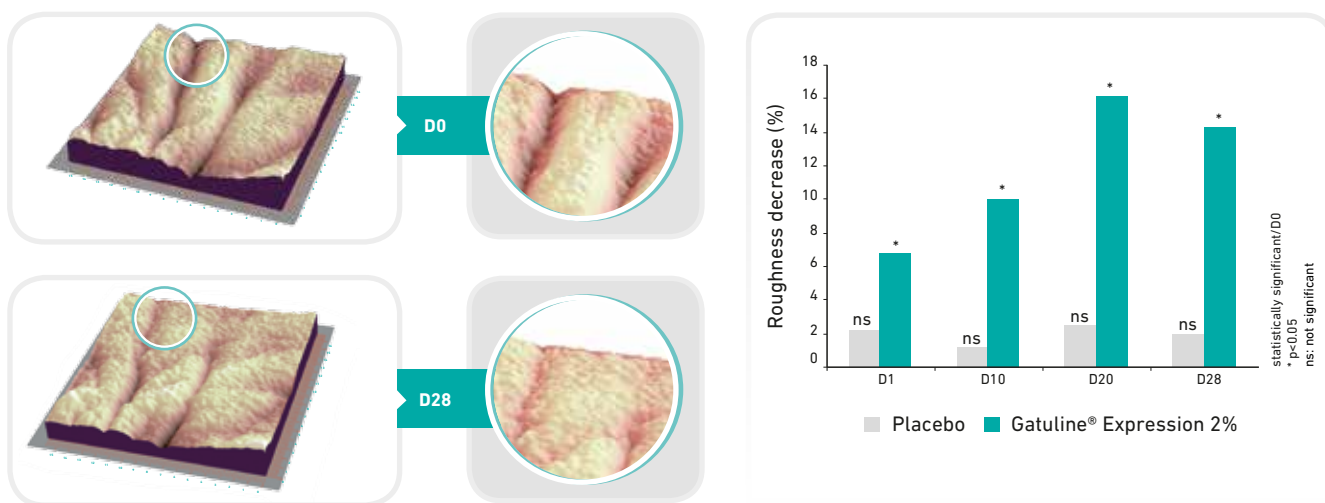 D0
D28
Roughness decrease (%)
18
16
14
12
10
8
6
4
2
0
ns
*
ns
*
ns
*
ns
*
D1 D10 D20 D28
statistically significant/D0
* p<0.05
ns: not significant
Placebo Gatuline® Expression 2%